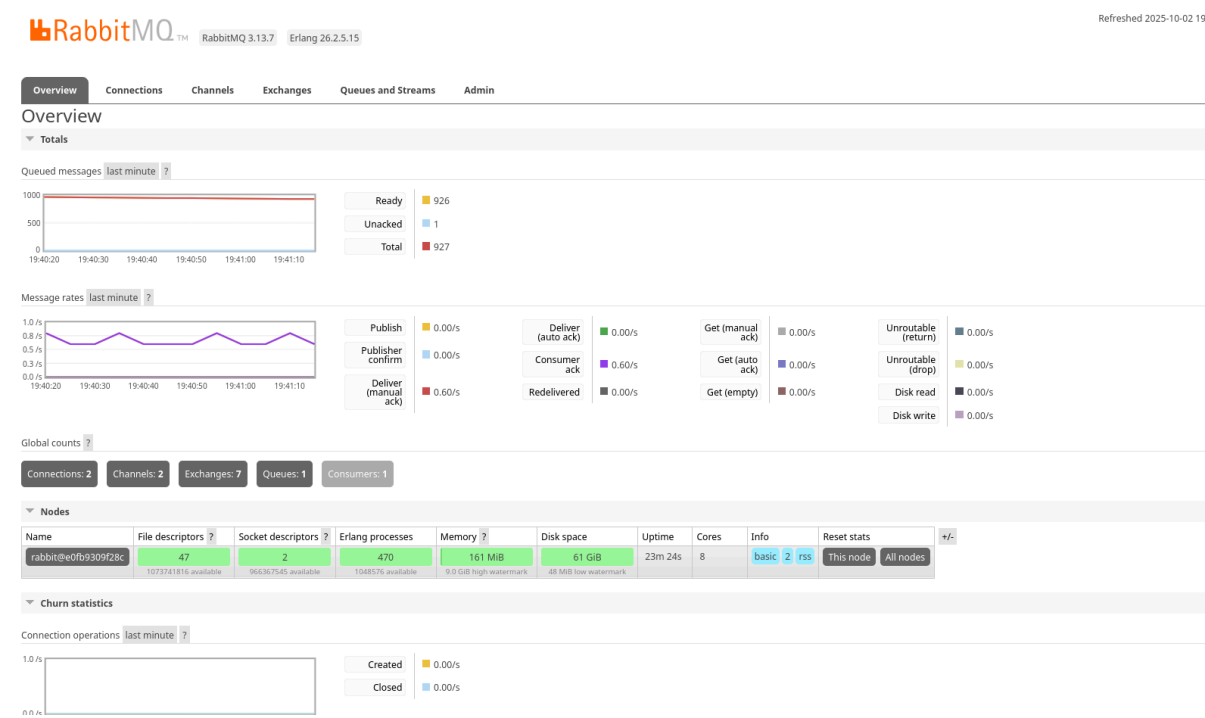 Refreshed 2025-10-02 19
RabbitMQ TM RabbitMQ 3.13.7 Erlang 26.2.5.15
Overview Connections Channels Exchanges Queues and Streams Admin
Overview
Totals
Queued messages last minute ?
1000
500
0
19:40:20 19:40:30 19:40:40 19:40:50 19:41:00 19:41:10
Ready 926
Unacked 1
Total 927
Message rates last minute ?
1.0 /s
0.8 /s
0.5 /s
0.3 /s
0.0 /s
19:40:20 19:40:30 19:40:40 19:40:50 19:41:00 19:41:10
Publish 0.00/s
Publisher
confirm 0.00/s
Deliver
(manual
ack) 0.60/s
Deliver
(auto ack) 0.00/s
Consumer
ack 0.60/s
Redelivered 0.00/s
Get (manual
ack) 0.00/s
Get (auto
ack) 0.00/s
Get (empty) 0.00/s
Unroutable
(return) 0.00/s
Unroutable
(drop) 0.00/s
Disk read 0.00/s
Disk write 0.00/s
Global counts ?
Connections: 2 Channels: 2 Exchanges: 7 Queues: 1 Consumers: 1
Nodes
Name File descriptors ? Socket descriptors ? Erlang processes Memory ? Disk space Uptime Cores Info Reset stats +/-
rabbit@e0fb9309f28c 47 2 470 161 MiB 61 GiB 23m 24s 8 basic 2 rss This node All nodes
1073741816 available 966367545 available 1048576 available 9.0 GiB high watermark 48 MiB low watermark
Churn statistics
Connection operations last minute ?
1.0 /s
0.0 /s
Created 0.00/s
Closed 0.00/s